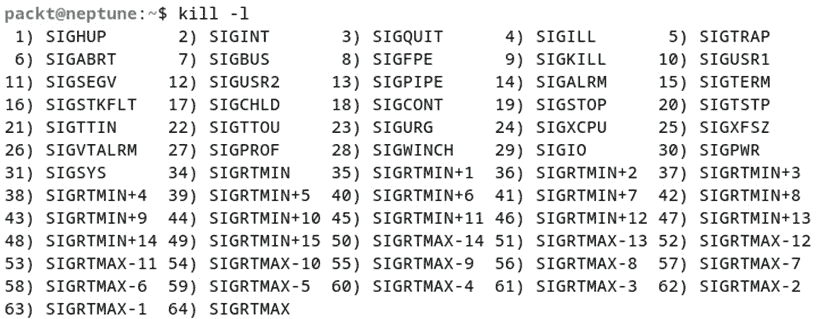 packt@neptune:~$ kill -l
1) SIGHUP 2) SIGINT 3) SIGQUIT 4) SIGILL 5) SIGTRAP
6) SIGABRT 7) SIGBUS 8) SIGFPE 9) SIGKILL 10) SIGUSR1
11) SIGSEGV 12) SIGUSR2 13) SIGPIPE 14) SIGALRM 15) SIGTERM
16) SIGSTKFLT 17) SIGCHLD 18) SIGCONT 19) SIGSTOP 20) SIGTSTP
21) SIGTTIN 22) SIGTTOU 23) SIGURG 24) SIGXCPU 25) SIGXFSZ
26) SIGVTALRM 27) SIGPROF 28) SIGWINCH 29) SIGIO 30) SIGPWR
31) SIGSYS 34) SIGRTMIN 35) SIGRTMIN+1 36) SIGRTMIN+2 37) SIGRTMIN+3
38) SIGRTMIN+4 39) SIGRTMIN+5 40) SIGRTMIN+6 41) SIGRTMIN+7 42) SIGRTMIN+8
43) SIGRTMIN+9 44) SIGRTMIN+10 45) SIGRTMIN+11 46) SIGRTMIN+12 47) SIGRTMIN+13
48) SIGRTMIN+14 49) SIGRTMIN+15 50) SIGRTMAX-14 51) SIGRTMAX-13 52) SIGRTMAX-12
53) SIGRTMAX-11 54) SIGRTMAX-10 55) SIGRTMAX-9 56) SIGRTMAX-8 57) SIGRTMAX-7
58) SIGRTMAX-6 59) SIGRTMAX-5 60) SIGRTMAX-4 61) SIGRTMAX-3 62) SIGRTMAX-2
63) SIGRTMAX-1 64) SIGRTMAX